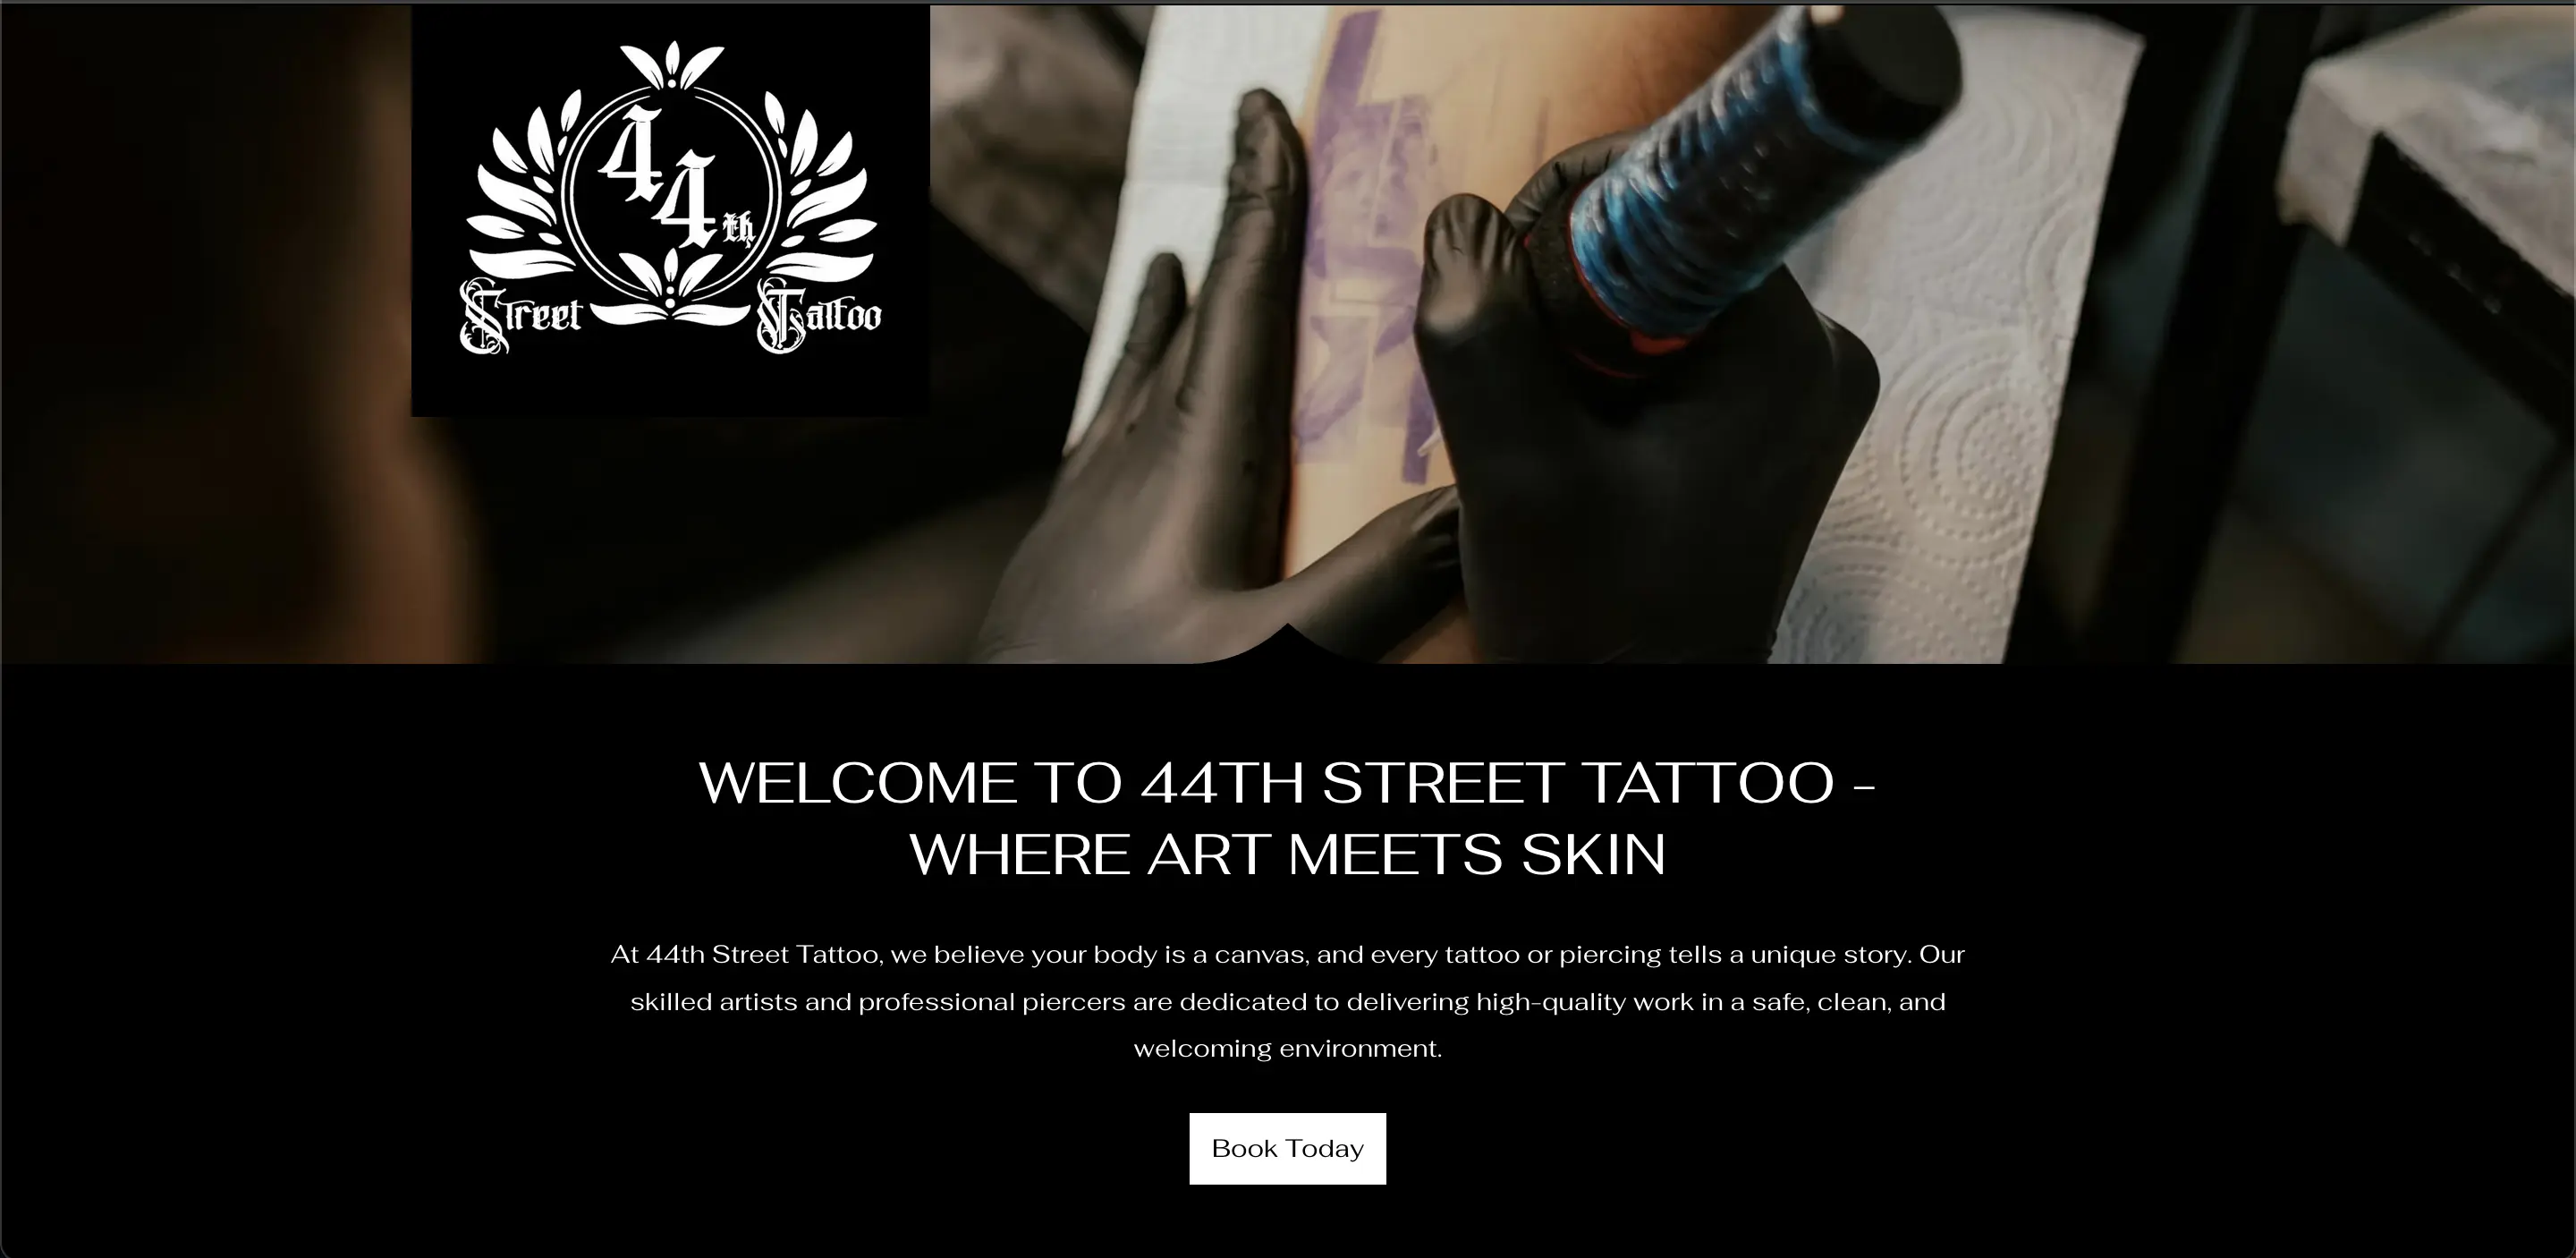 44th
Street Tattoo
WELCOME TO 44TH STREET TATTOO -
WHERE ART MEETS SKIN
At 44th Street Tattoo, we believe your body is a canvas, and every tattoo or piercing tells a unique story. Our
skilled artists and professional piercers are dedicated to delivering high-quality work in a safe, clean, and
welcoming environment.
Book Today